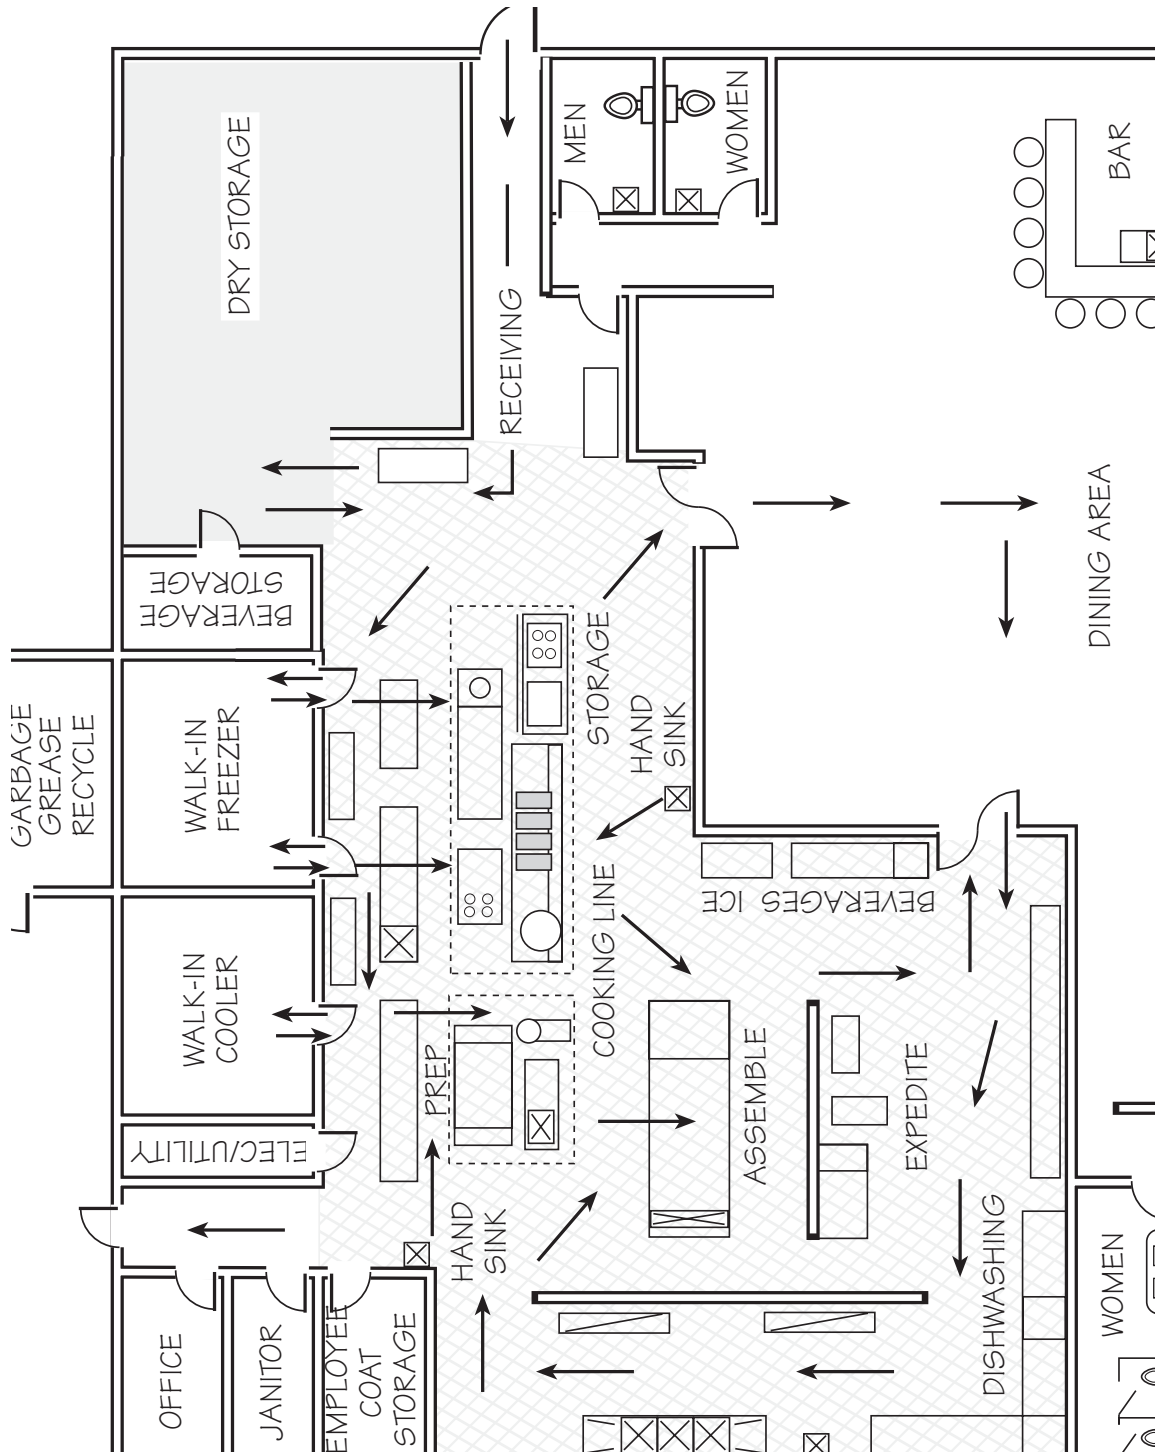 MEN
WOMEN
BAR
DRY STORAGE
RECEIVING
DINING AREA
BEVERAGE
STORAGE
STORAGE
HAND
SINK
GARBAGE
GREASE
RECYCLE
WALK-IN
FREEZER
BEVERAGES ICE
COOKING LINE
WALK-IN
COOLER
PREP
ASSEMBLE
EXPEDITE
ELEC/UTILITY
HAND
SINK
DISHWASHING
WOMEN
OFFICE
JANITOR
EMPLOYEE
COAT
STORAGE